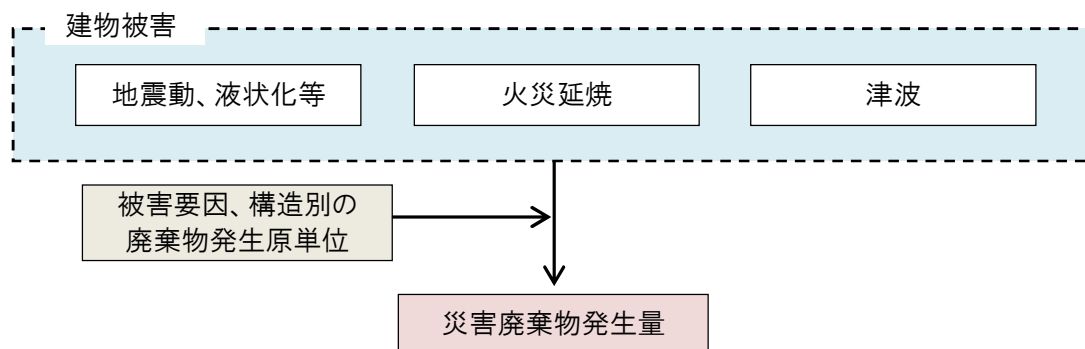 建物被害
地震動、液状化等
火災延焼
津波
被害要因、構造別の
廃棄物発生原単位
災害廃棄物発生量